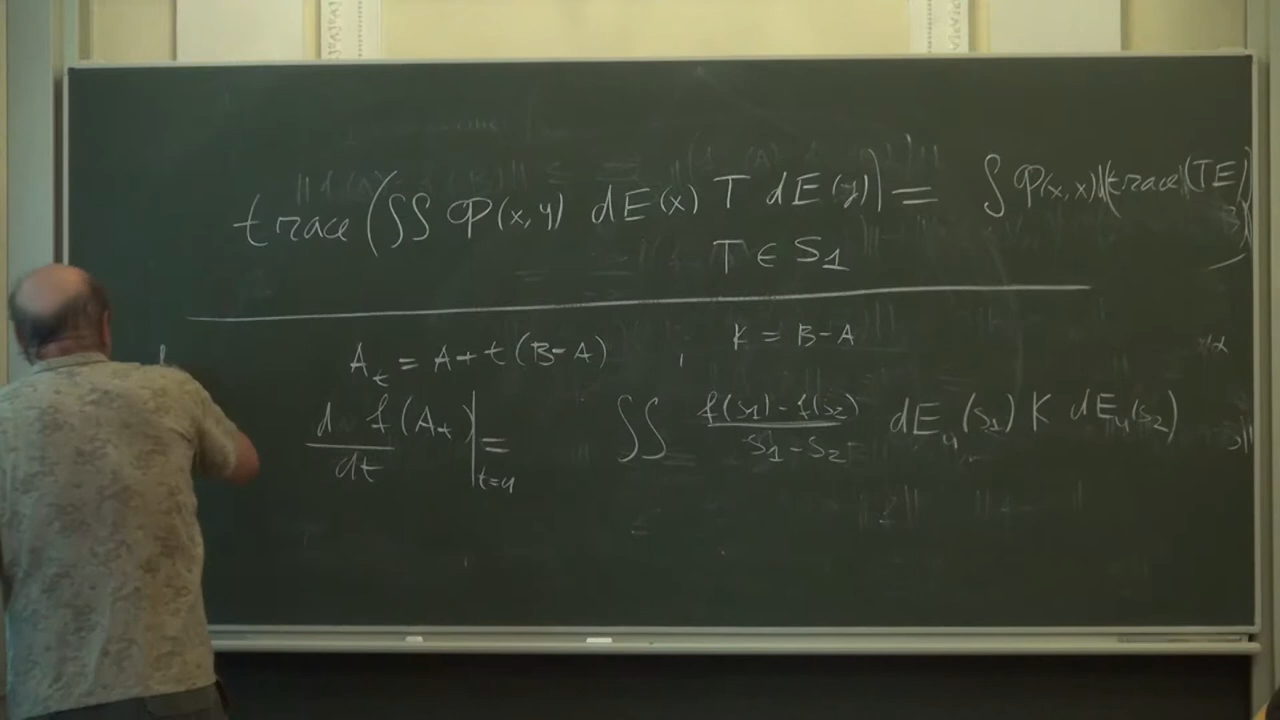 trace(∫∫ φ(x,y) dE(x) T dE(y)) = ∫ φ(x,x) (trace (TE)
T ∈ S₁
A_t = A + t(B-A) , K = B-A
d f(A_t)/dt |_{t=u} = ∫∫ (f(s₁)-f(s₂))/(s₁-s₂) dE_u(s₁) K dE_u(s₂)